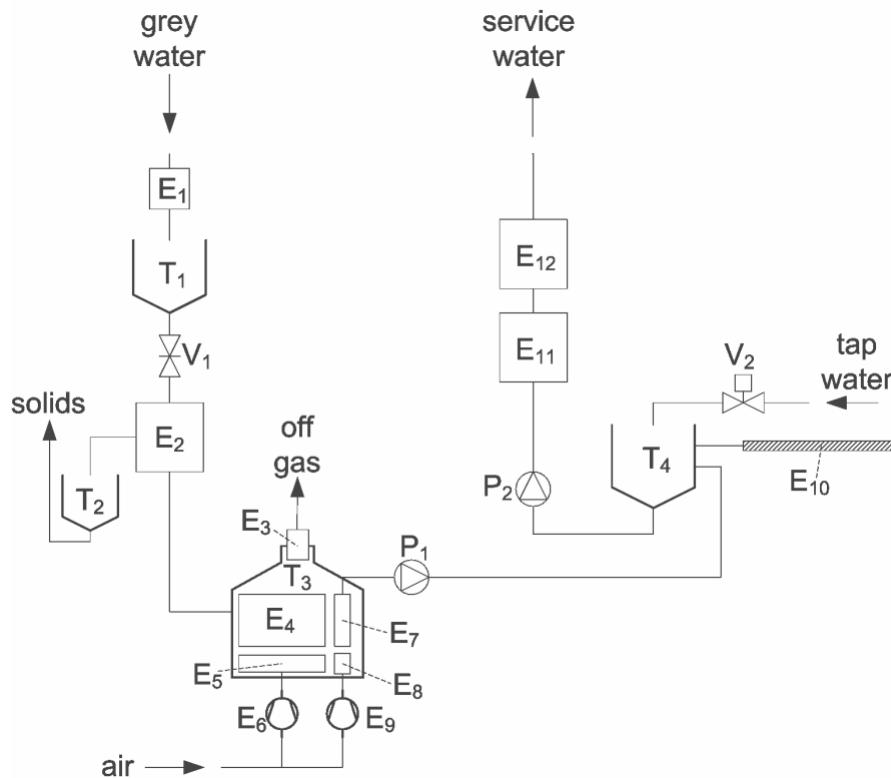 grey
water
service
water
E₁
T₁
E₁₂
V₁
E₁₁
V₂
tap
water
solids
E₂
off
gas
T₄
E₁₀
T₂
P₂
E₃
P₁
T₃
E₄
E₇
E₅
E₈
E₆
E₉
air